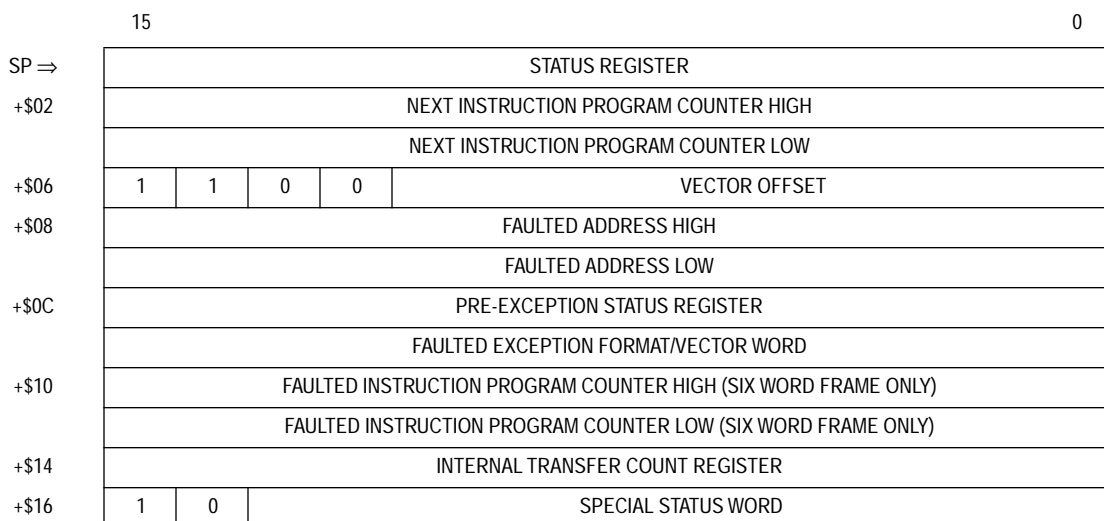 15 0
SP ⇒ STATUS REGISTER
+$02 NEXT INSTRUCTION PROGRAM COUNTER HIGH
NEXT INSTRUCTION PROGRAM COUNTER LOW
+$06 1 1 0 0 VECTOR OFFSET
+$08 FAULTED ADDRESS HIGH
FAULTED ADDRESS LOW
+$0C PRE-EXCEPTION STATUS REGISTER
FAULTED EXCEPTION FORMAT/VECTOR WORD
+$10 FAULTED INSTRUCTION PROGRAM COUNTER HIGH (SIX WORD FRAME ONLY)
FAULTED INSTRUCTION PROGRAM COUNTER LOW (SIX WORD FRAME ONLY)
+$14 INTERNAL TRANSFER COUNT REGISTER
+$16 1 0 SPECIAL STATUS WORD